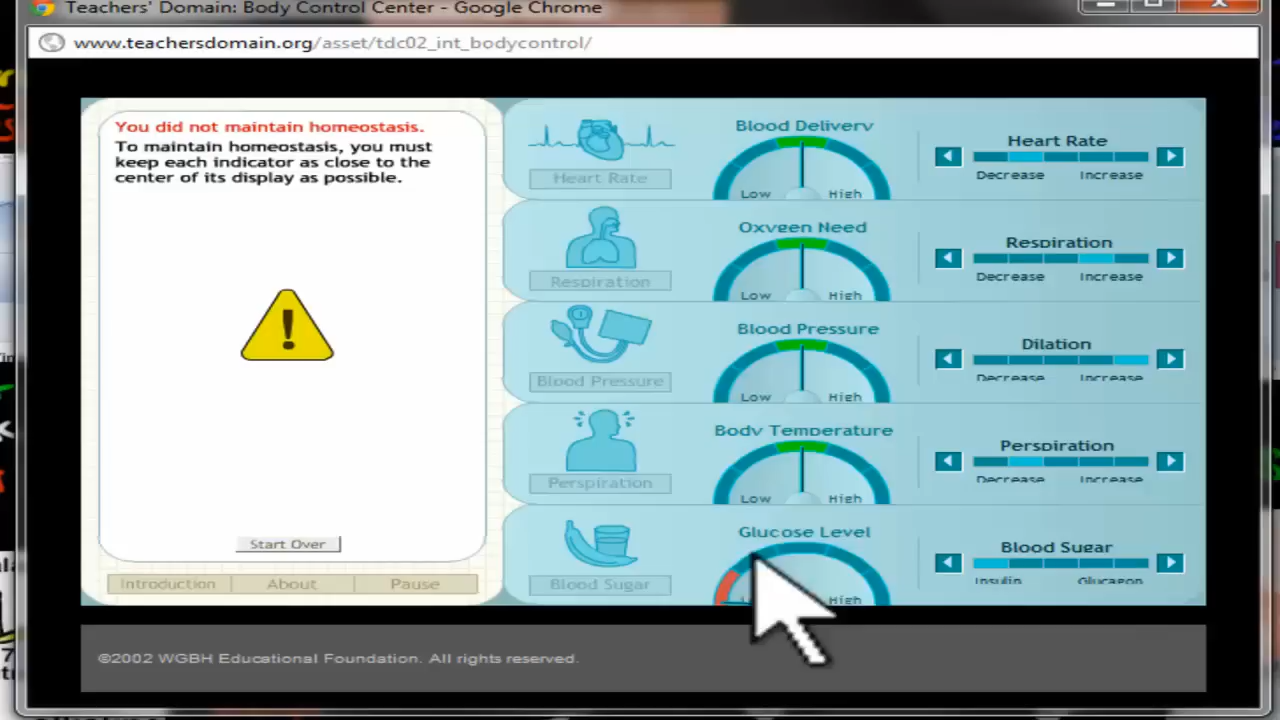 Teachers' Domain: Body Control Center - Google Chrome
www.teachersdomain.org/asset/tdc02_int_bodycontrol/
You did not maintain homeostasis.
To maintain homeostasis, you must
keep each indicator as close to the
center of its display as possible.
Start Over
Introduction
About
Pause
Heart Rate
Blood Delivery
Low
High
Heart Rate
Decrease
Increase
Respiration
Oxygen Need
Low
High
Respiration
Decrease
Increase
Blood Pressure
Blood Pressure
Low
High
Dilation
Decrease
Increase
Perspiration
Body Temperature
Low
High
Perspiration
Decrease
Increase
Blood Sugar
Glucose Level
High
Blood Sugar
Insulin
Glucagon
©2002 WGBH Educational Foundation. All rights reserved.